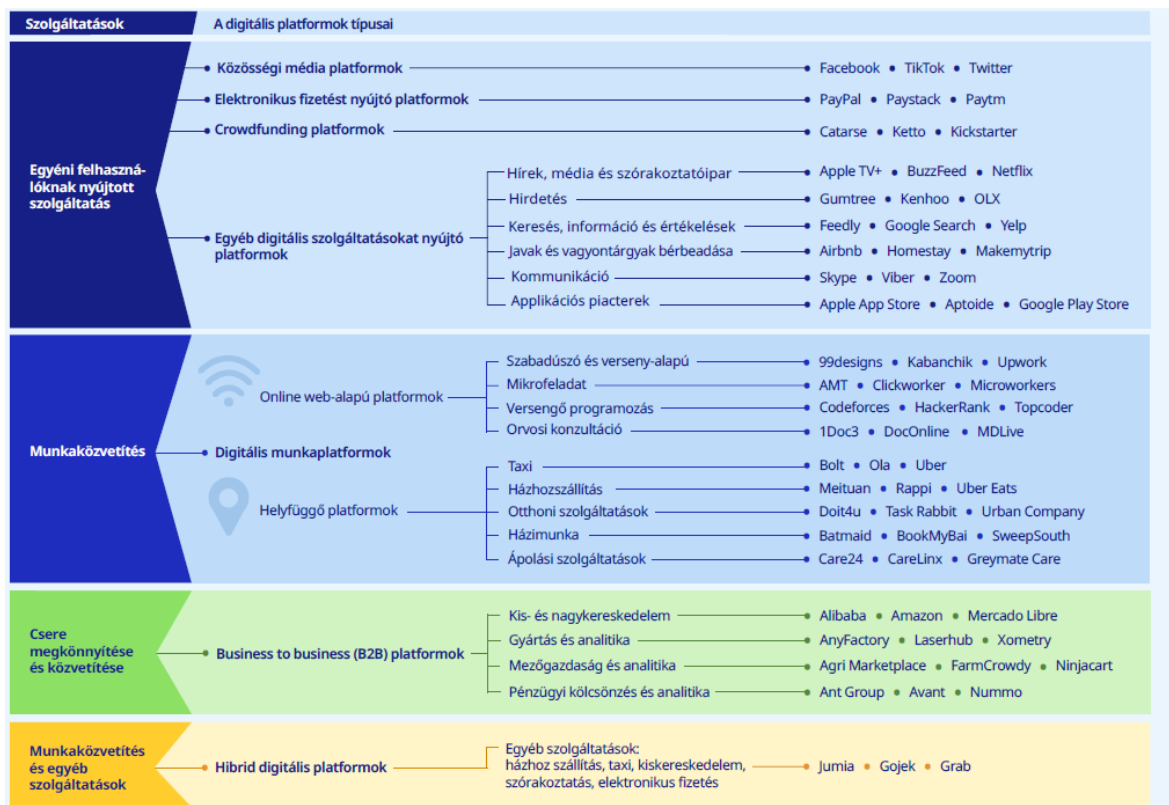 Szolgáltatások
A digitális platformok típusai
Egyéni felhaszná-
lóknak nyújtott
szolgáltatás
Közösségi média platformok
Facebook • TikTok • Twitter
Elektronikus fizetést nyújtó platformok
PayPal • Paystack • Paytm
Crowdfunding platformok
Catarse • Ketto • Kickstarter
Egyéb digitális szolgáltatásokat nyújtó
platformok
Hírek, média és szórakoztatóipar
Apple TV+ • BuzzFeed • Netflix
Hirdetés
Gumtree • Kenhoo • OLX
Keresés, információ és értékelések
Feedly • Google Search • Yelp
Javak és vagyontárgyak bérbeadása
Airbnb • Homestay • Makemytrip
Kommunikáció
Skype • Viber • Zoom
Applikációs piacterek
Apple App Store • Aptoide • Google Play Store
Munkaközvetítés
Digitális munkaplatformok
Online web-alapú platformok
Szabadúszó és verseny-alapú
99designs • Kabanchik • Upwork
Mikrofeladat
AMT • Clickworker • Microworkers
Versengő programozás
Codeforces • HackerRank • Topcoder
Orvosi konzultáció
1Doc3 • DocOnline • MDLive
Helyfüggő platformok
Taxi
Bolt • Ola • Uber
Házhozszállítás
Meituan • Rappi • Uber Eats
Otthoni szolgáltatások
Doit4u • Task Rabbit • Urban Company
Házimunka
Batmaid • BookMyBai • SweepSouth
Ápolási szolgáltatások
Care24 • CareLinx • Greymate Care
Csere
megkönnyítése
és közvetítése
Business to business (B2B) platformok
Kis- és nagykereskedelem
Alibaba • Amazon • Mercado Libre
Gyártás és analitika
AnyFactory • Laserhub • Xometry
Mezőgazdaság és analitika
Agri Marketplace • FarmCrowdy • Ninjacart
Pénzügyi kölcsönzés és analitika
Ant Group • Avant • Nummo
Munkaközvetítés
és egyéb
szolgáltatások
Hibrid digitális platformok
Egyéb szolgáltatások:
házhoz szállítás, taxi, kiskereskedelem,
szórakoztatás, elektronikus fizetés
Jumia • Gojek • Grab